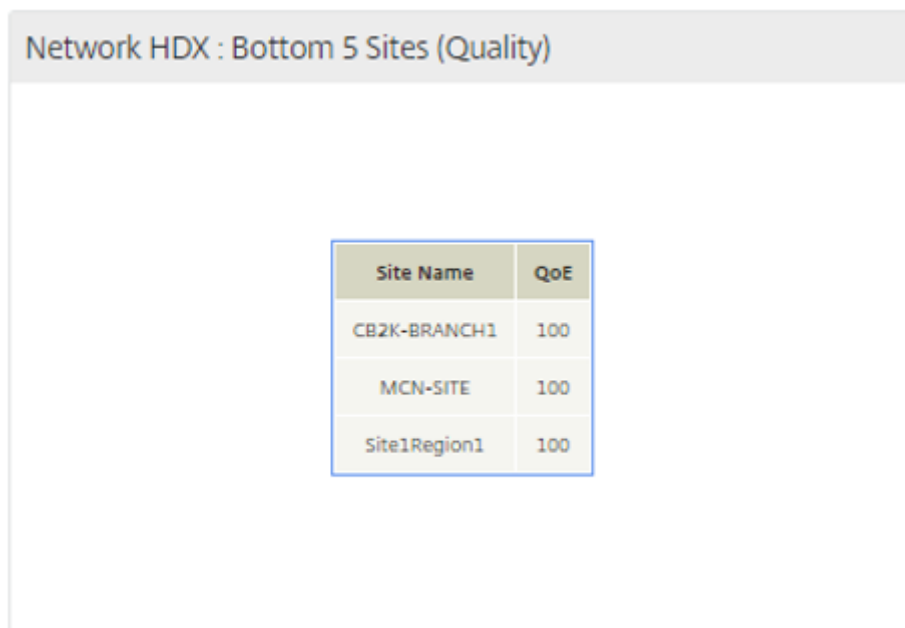 Network HDX : Bottom 5 Sites (Quality)
Site Name QoE
CB2K-BRANCH1 100
MCN-SITE 100
Site1Region1 100